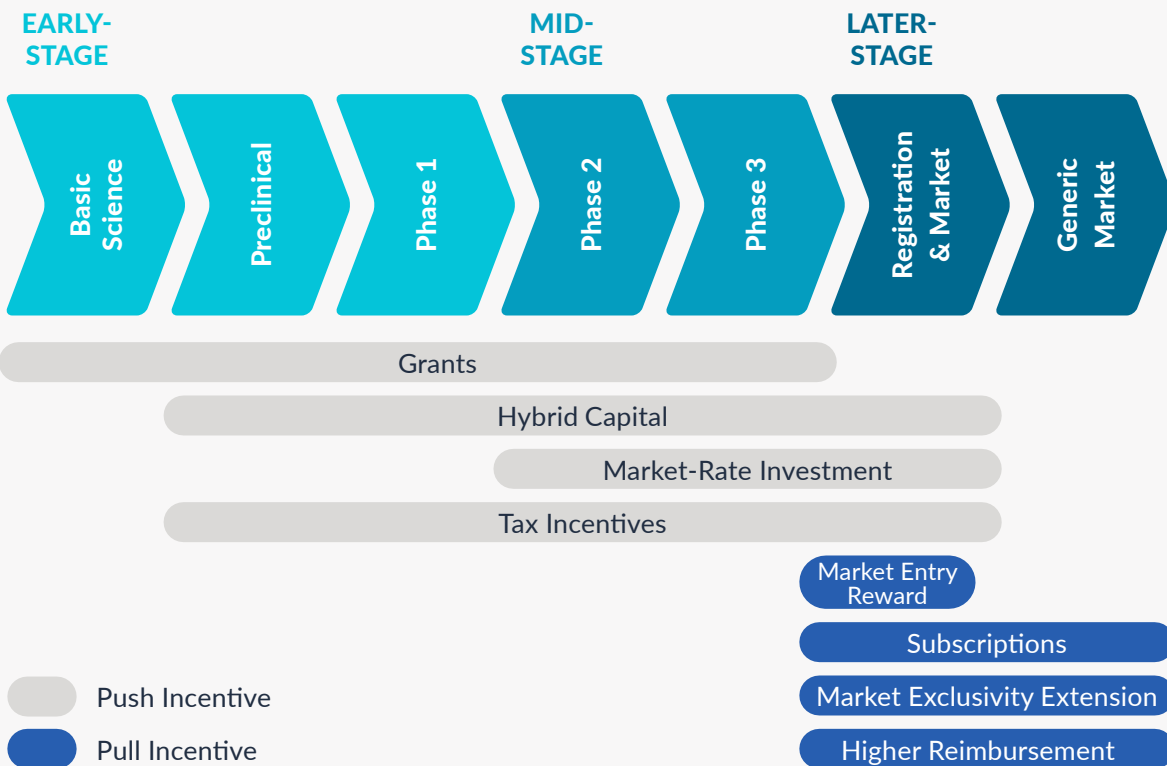 EARLY-
STAGE
MID-
STAGE
LATER-
STAGE
Basic
Science
Preclinical
Phase 1
Phase 2
Phase 3
Registration
& Market
Generic
Market
Grants
Hybrid Capital
Market-Rate Investment
Tax Incentives
Market Entry
Reward
Subscriptions
Market Exclusivity Extension
Higher Reimbursement
Push Incentive
Pull Incentive